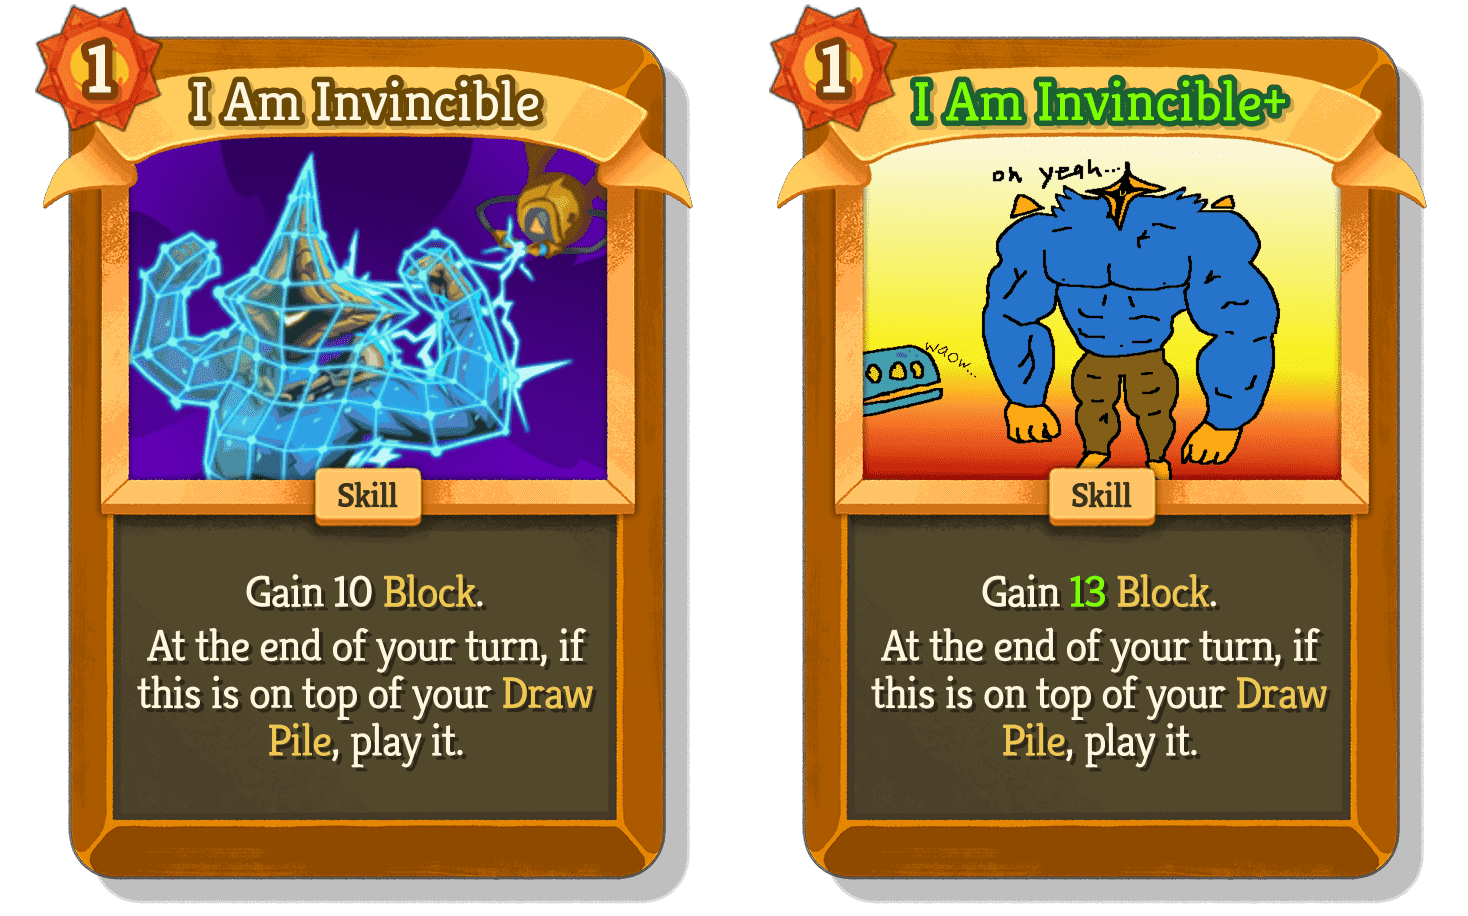 1
I Am Invincible
Skill
Gain 10 Block.
At the end of your turn, if
this is on top of your Draw
Pile, play it.
1
I Am Invincible+
oh yeah...
waow...
Skill
Gain 13 Block.
At the end of your turn, if
this is on top of your Draw
Pile, play it.